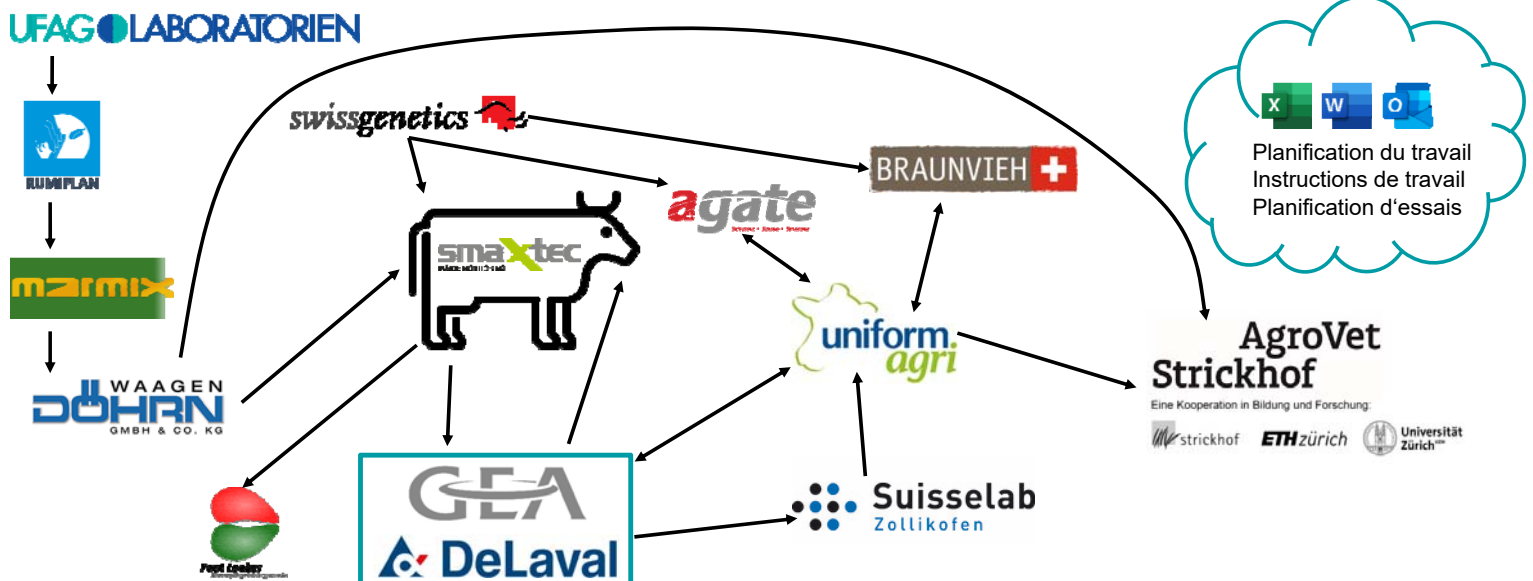 UFAG LABORATORIEN
RUMIPLAN
swissgenetics
X
W
O
Planification du travail
Instructions de travail
Planification d‘essais
BRAUNVIEH
agate
smaxtec
marmix
uniform.
agri
WAAGEN
DÖHRN
GMBH & CO. KG
AgroVet
Strickhof
Eine Kooperation in Bildung und Forschung:
strickhof
ETH zürich
Universität
Zürich
GEA
DeLaval
Suisselab
Zollikofen